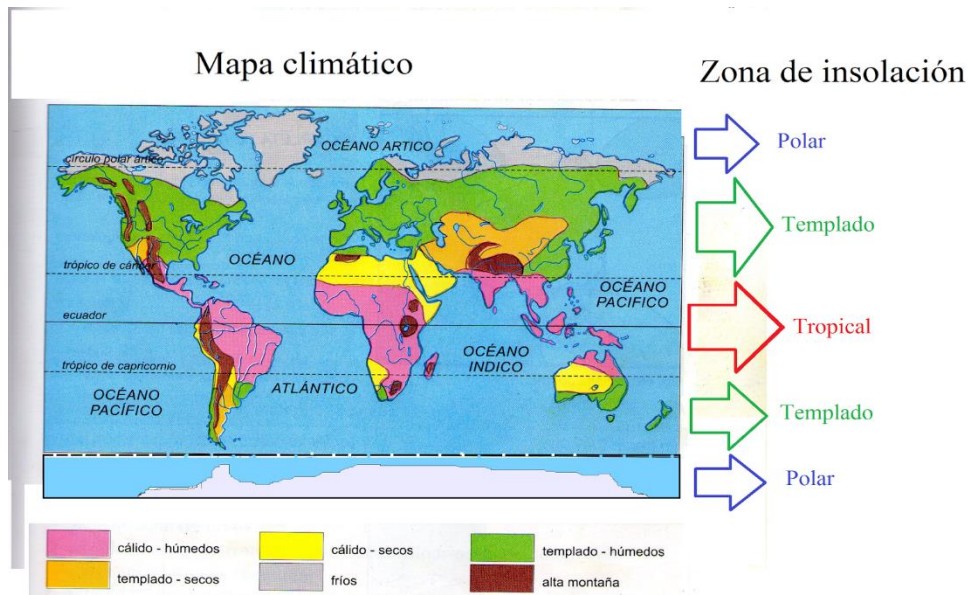 Mapa climático
Zona de insolación
OCÉANO ARTICO
Polar
círculo polar ártico
Templado
OCÉANO
trópico de cáncer
OCÉANO
PACIFICO
ecuador
Tropical
OCÉANO
INDICO
trópico de capricornio
ATLÁNTICO
OCÉANO
PACÍFICO
Templado
Polar
cálido - húmedos
cálido - secos
templado - húmedos
templado - secos
fríos
alta montaña